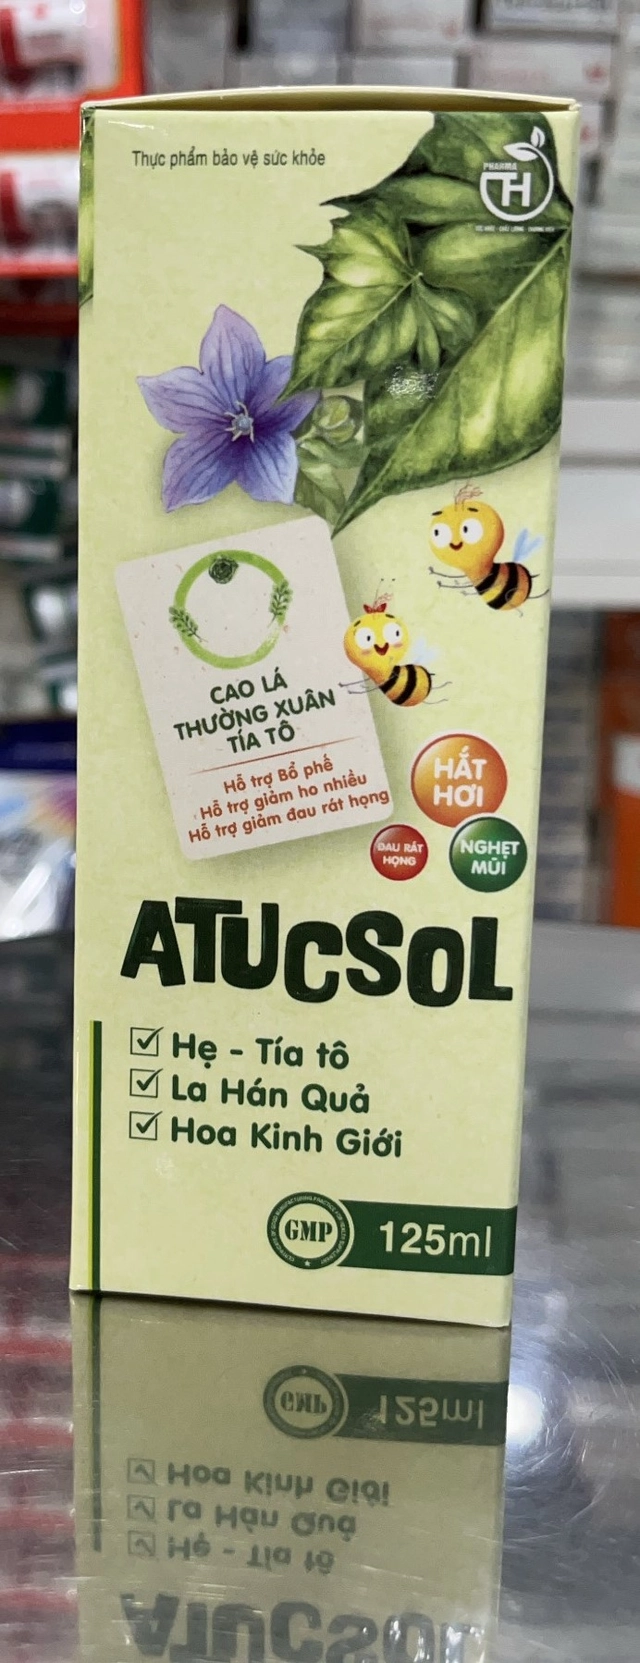 Thực phẩm bảo vệ sức khỏe
PHARMA
TH
CAO LÁ
THƯỜNG XUÂN
TÍA TÔ
Hỗ trợ Bổ phế
Hỗ trợ giảm ho nhiều
Hỗ trợ giảm đau rát họng
HẮT
HƠI
ĐAU RÁT
HỌNG
NGHẸT
MŨI
ATUCSOL
Hẹ - Tía tô
La Hán Quả
Hoa Kinh Giới
GMP
125ml